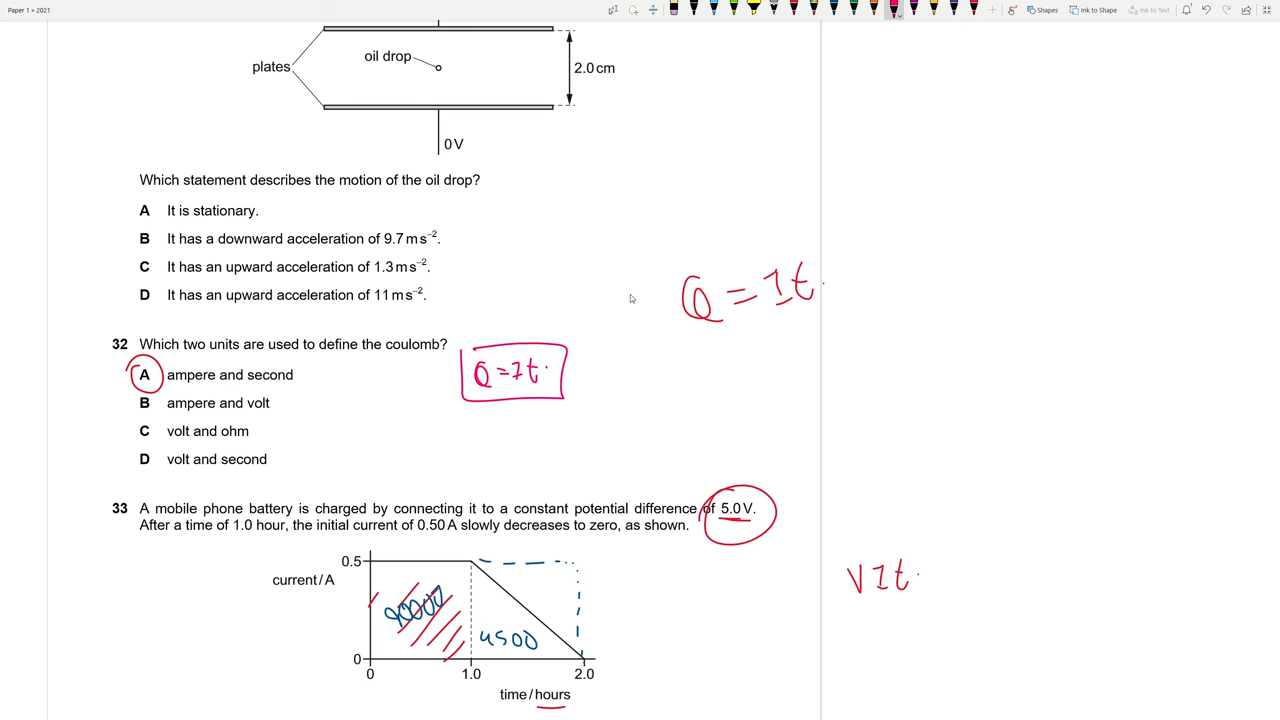 Paper 1 • 2021
Shapes
Ink to Shape
Ink to Text
plates
oil drop
2.0 cm
0 V
Which statement describes the motion of the oil drop?
A It is stationary.
B It has a downward acceleration of 9.7 m s⁻².
C It has an upward acceleration of 1.3 m s⁻².
D It has an upward acceleration of 11 m s⁻².
Q = It.
32 Which two units are used to define the coulomb?
A ampere and second
Q = It.
B ampere and volt
C volt and ohm
D volt and second
33 A mobile phone battery is charged by connecting it to a constant potential difference of 5.0 V.
After a time of 1.0 hour, the initial current of 0.50 A slowly decreases to zero, as shown.
0.5
current / A
VIt.
4500
0
0 1.0 2.0
time / hours